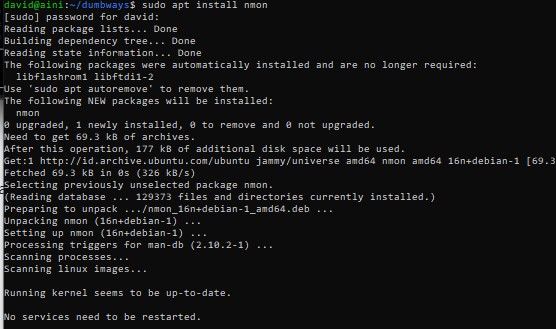 david@aini:~/dumbways$ sudo apt install nmon
[sudo] password for david:
Reading package lists... Done
Building dependency tree... Done
Reading state information... Done
The following packages were automatically installed and are no longer required:
  libflashrom1 libftdi1-2
Use 'sudo apt autoremove' to remove them.
The following NEW packages will be installed:
  nmon
0 upgraded, 1 newly installed, 0 to remove and 0 not upgraded.
Need to get 69.3 kB of archives.
After this operation, 177 kB of additional disk space will be used.
Get:1 http://id.archive.ubuntu.com/ubuntu jammy/universe amd64 nmon amd64 16n+debian-1 [69.3
Fetched 69.3 kB in 0s (326 kB/s)
Selecting previously unselected package nmon.
(Reading database ... 129373 files and directories currently installed.)
Preparing to unpack .../nmon_16n+debian-1_amd64.deb ...
Unpacking nmon (16n+debian-1) ...
Setting up nmon (16n+debian-1) ...
Processing triggers for man-db (2.10.2-1) ...
Scanning processes...
Scanning linux images...

Running kernel seems to be up-to-date.

No services need to be restarted.